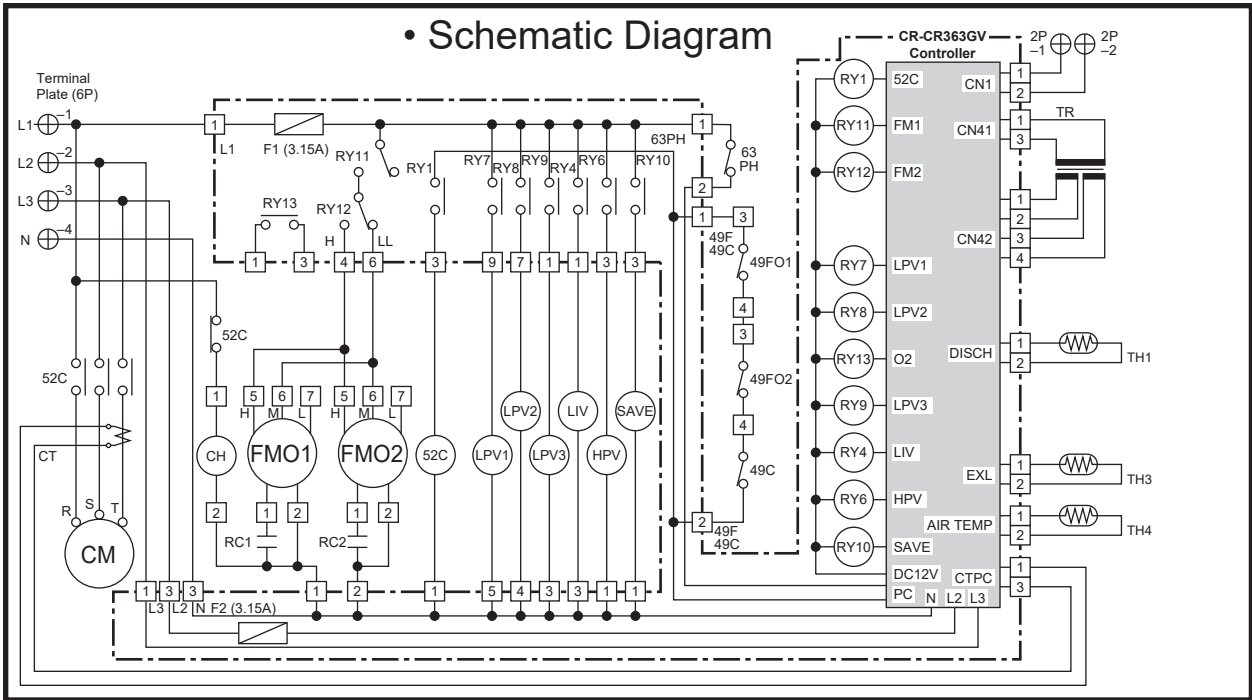 • Schematic Diagram
CR-CR363GV
Controller
2P
–1
2P
–2
Terminal
Plate (6P)
L1
–1
L2
–2
L3
–3
N
–4
1
L1
F1 (3.15A)
RY11
RY1
RY7
RY8
RY9
RY4
RY6
RY10
63PH
1
63
PH
2
RY13
RY12
H
LL
1
3
4
6
3
9
7
1
1
3
3
1
3
49F
49C
49FO1
4
3
49FO2
4
49C
2
49F
49C
RY1
52C
RY11
FM1
RY12
FM2
RY7
LPV1
RY8
LPV2
RY13
O2
RY9
LPV3
RY4
LIV
RY6
HPV
RY10
SAVE
DC12V
PC
N
L2
L3
CN1
1
2
CN41
1
3
TR
CN42
1
2
3
4
DISCH
1
2
TH1
EXL
1
2
TH3
AIR TEMP
1
2
TH4
CTPC
1
3
52C
52C
CT
R
S
T
CM
1
CH
2
5
6
7
H
M
L
FMO1
1
2
RC1
5
6
7
H
M
L
FMO2
1
2
RC2
52C
LPV1
LPV2
LPV3
LIV
HPV
SAVE
1
3
3
1
2
1
5
4
3
3
1
1
L3
L2
N
F2 (3.15A)